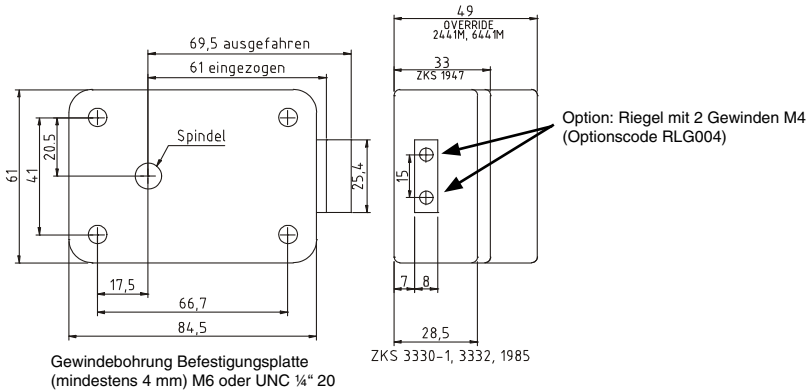 69,5 ausgefahren
61 eingezogen
Spindel
61
41
20.5
25,4
17,5
66,7
84,5
Gewindebohrung Befestigungsplatte
(mindestens 4 mm) M6 oder UNC ¼“ 20
49
OVERRIDE
2441M, 6441M
33
ZKS 1947
15
7
8
28,5
ZKS 3330-1, 3332, 1985
Option: Riegel mit 2 Gewinden M4
(Optionscode RLG004)